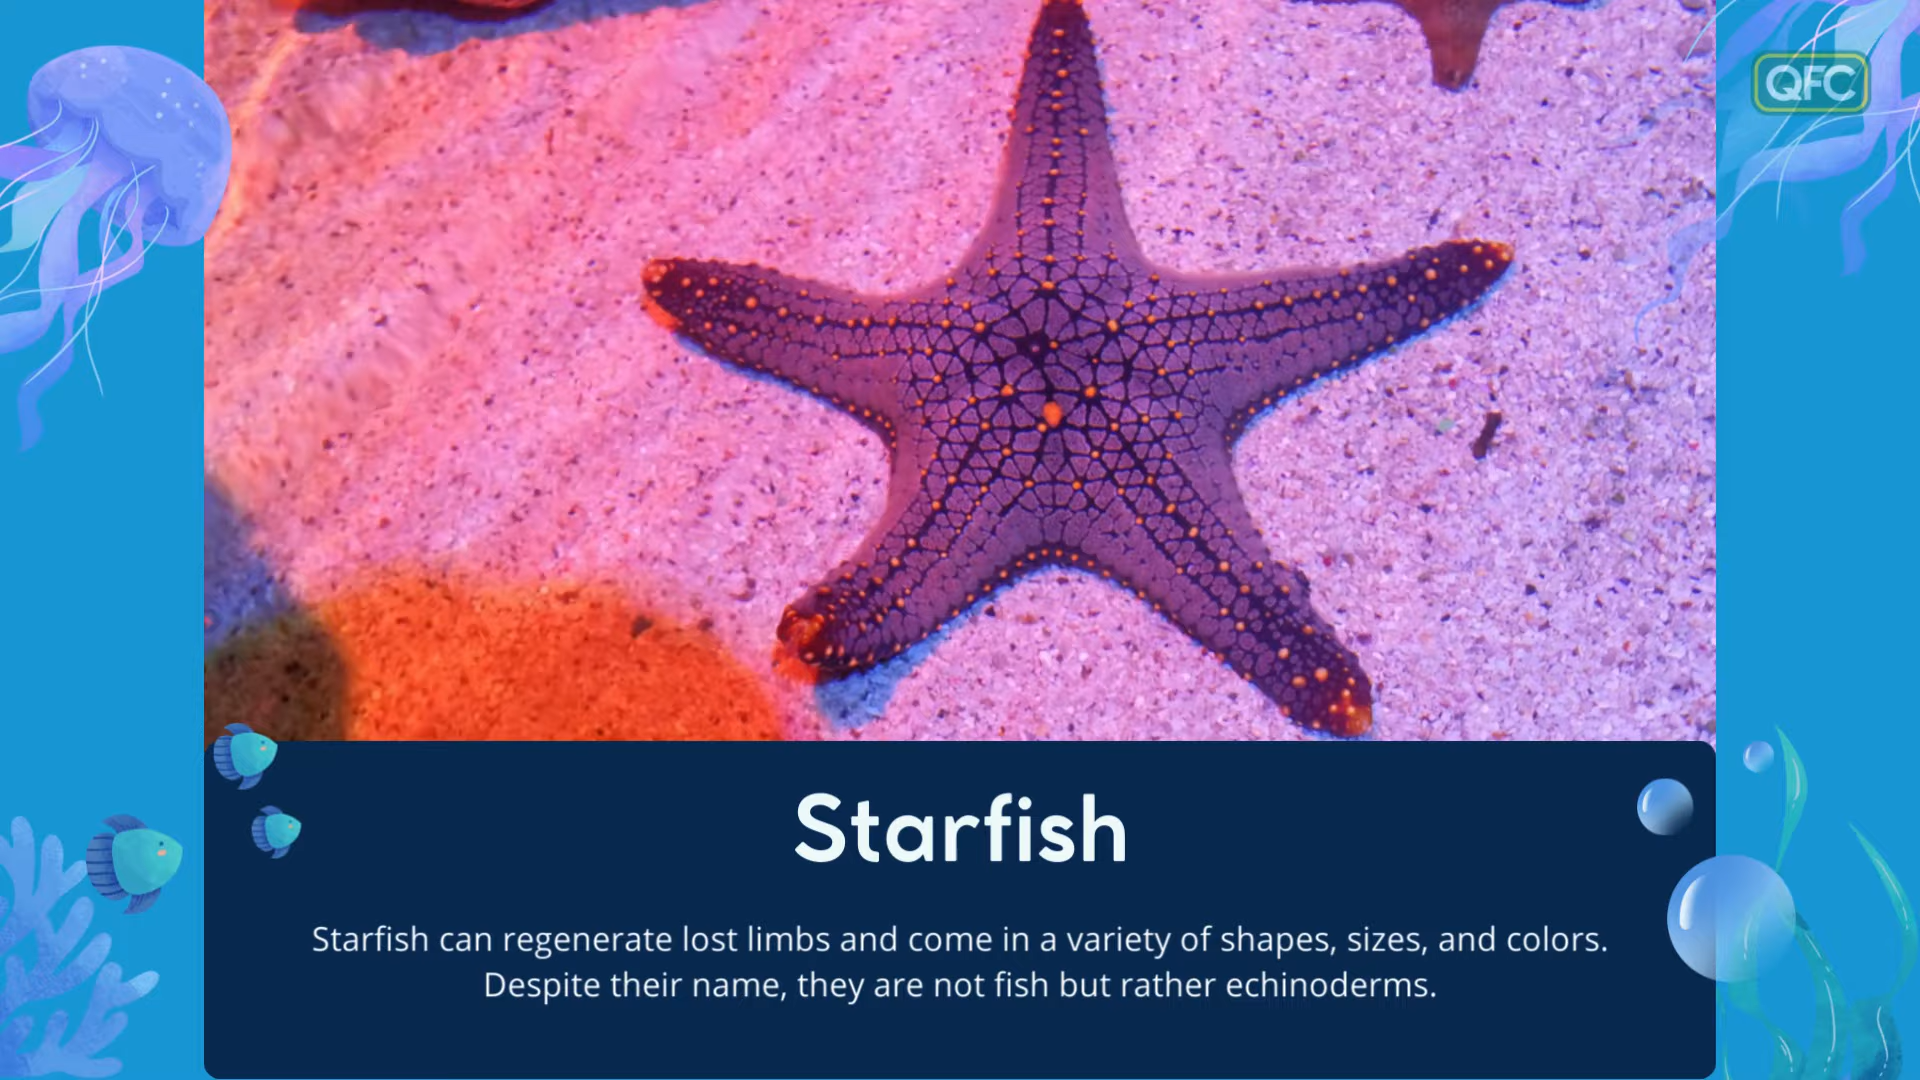 QFC
Starfish
Starfish can regenerate lost limbs and come in a variety of shapes, sizes, and colors.
Despite their name, they are not fish but rather echinoderms.